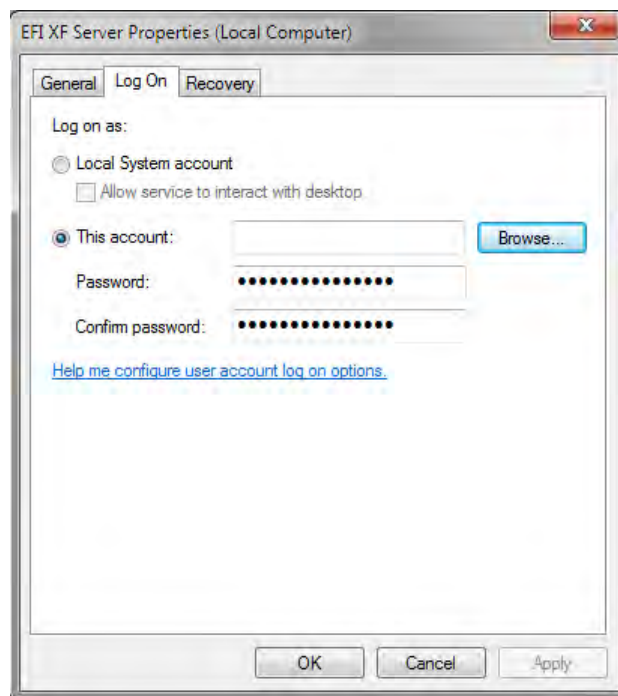 EFI XF Server Properties (Local Computer)
General Log On Recovery
Log on as:
Local System account
Allow service to interact with desktop
This account: Browse...
Password: •••••••••••••••
Confirm password: •••••••••••••••
Help me configure user account log on options.
OK Cancel Apply